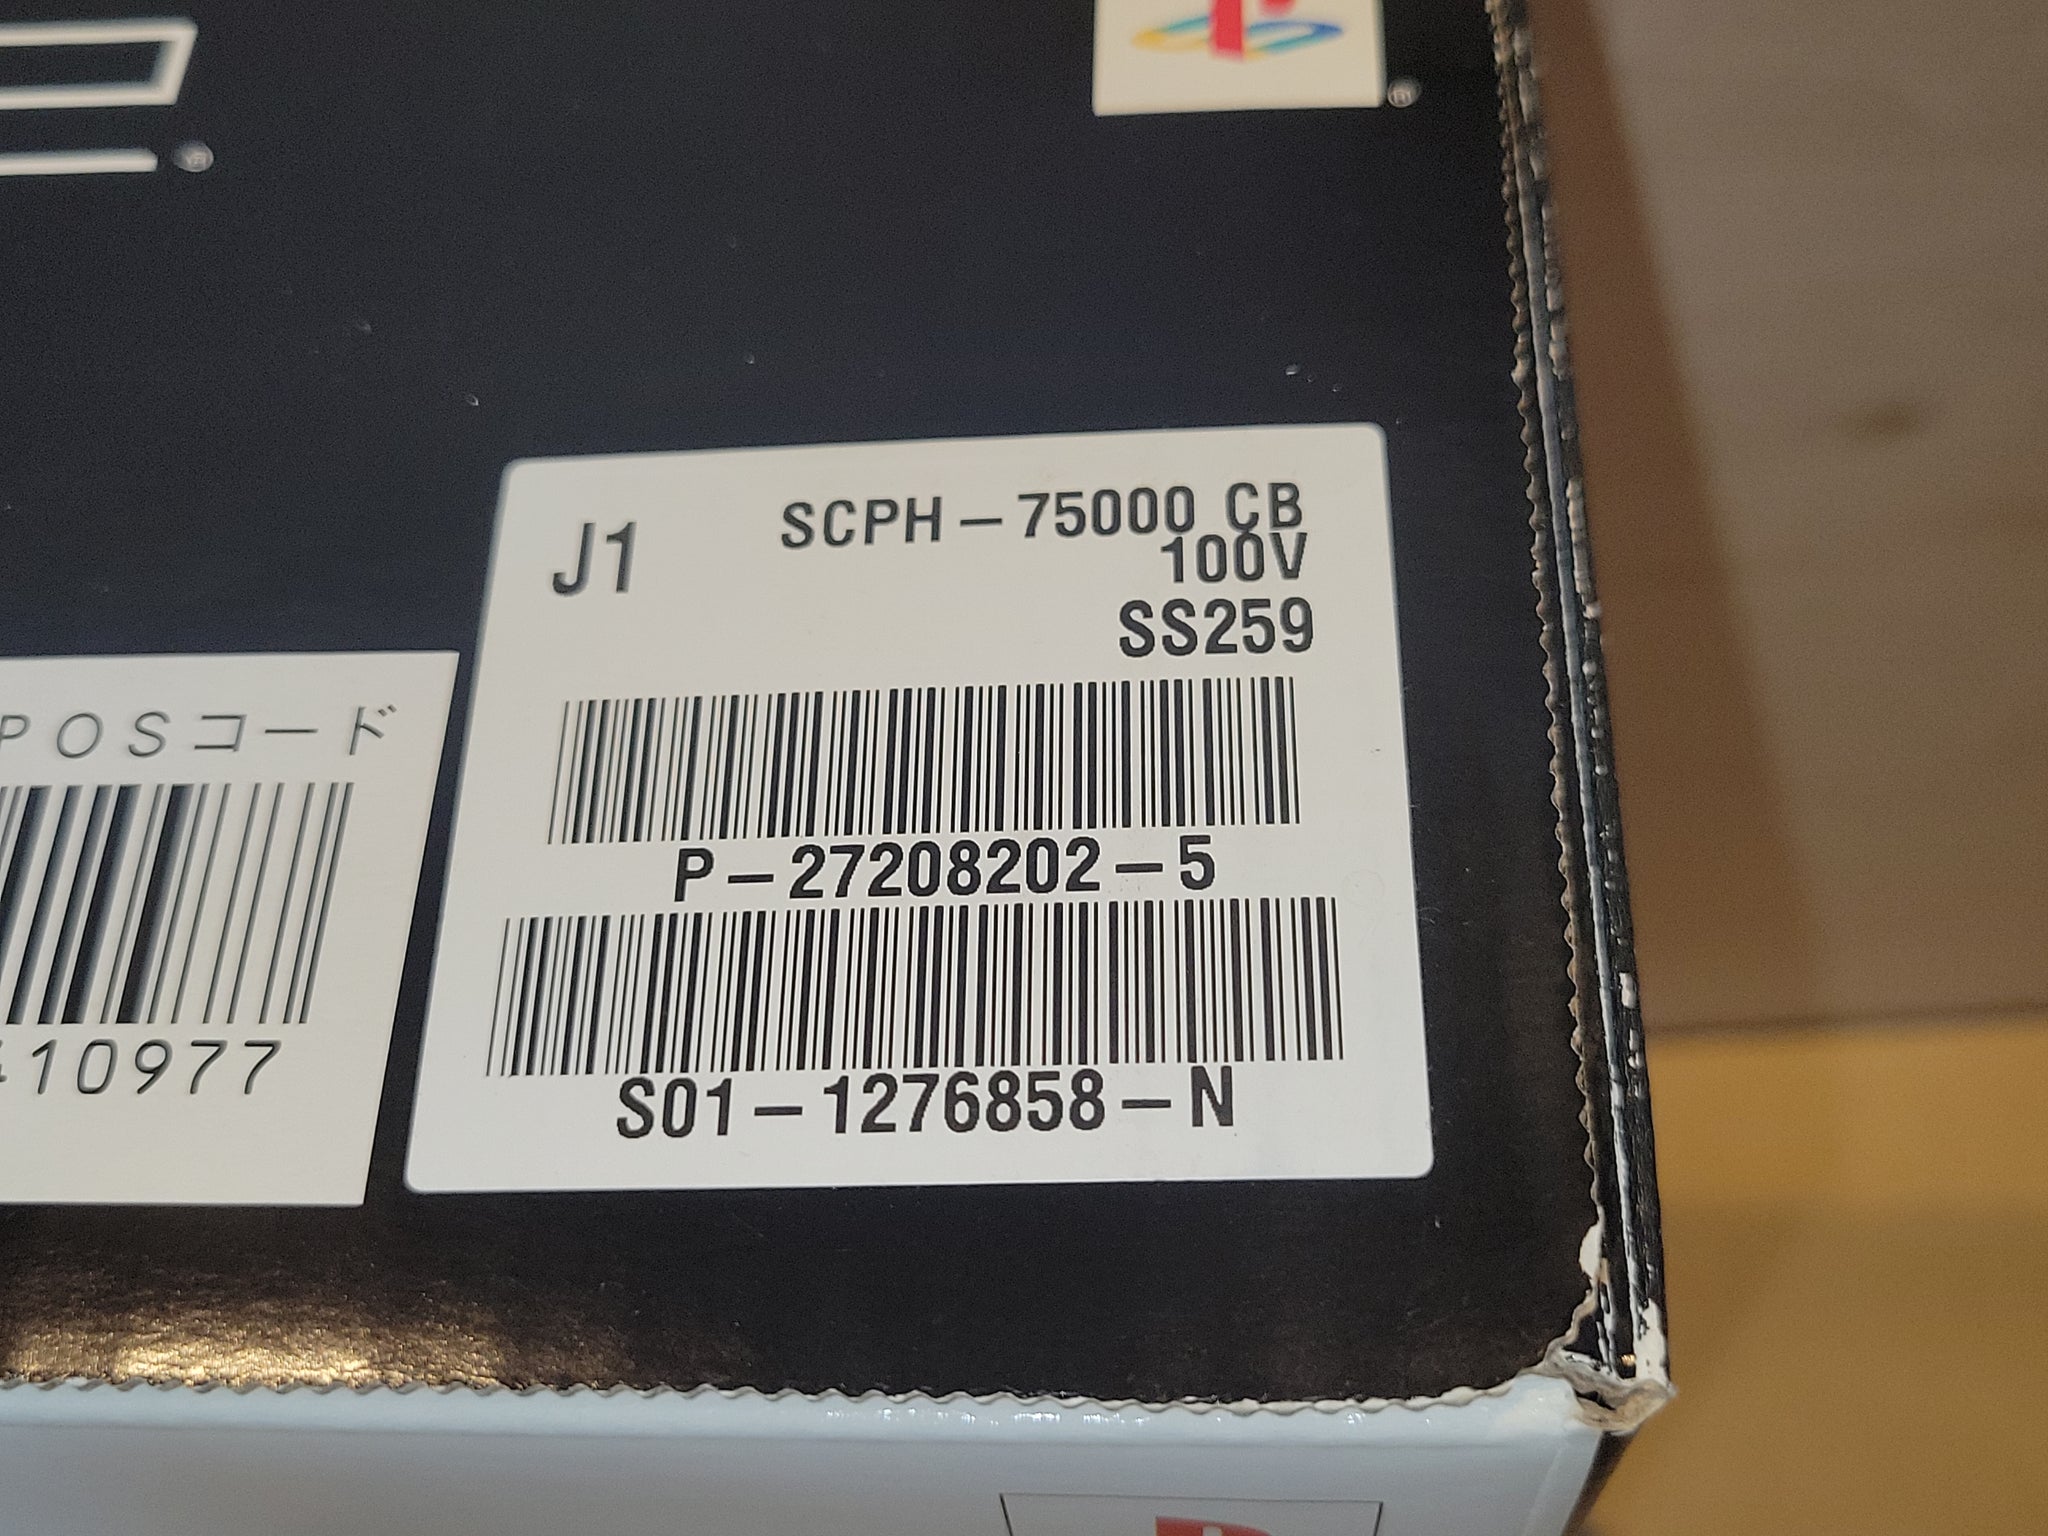 ®
®
J1
SCPH-75000 CB
100V
SS259
POSコード
10977
P-27208202-5
S01-1276858-N